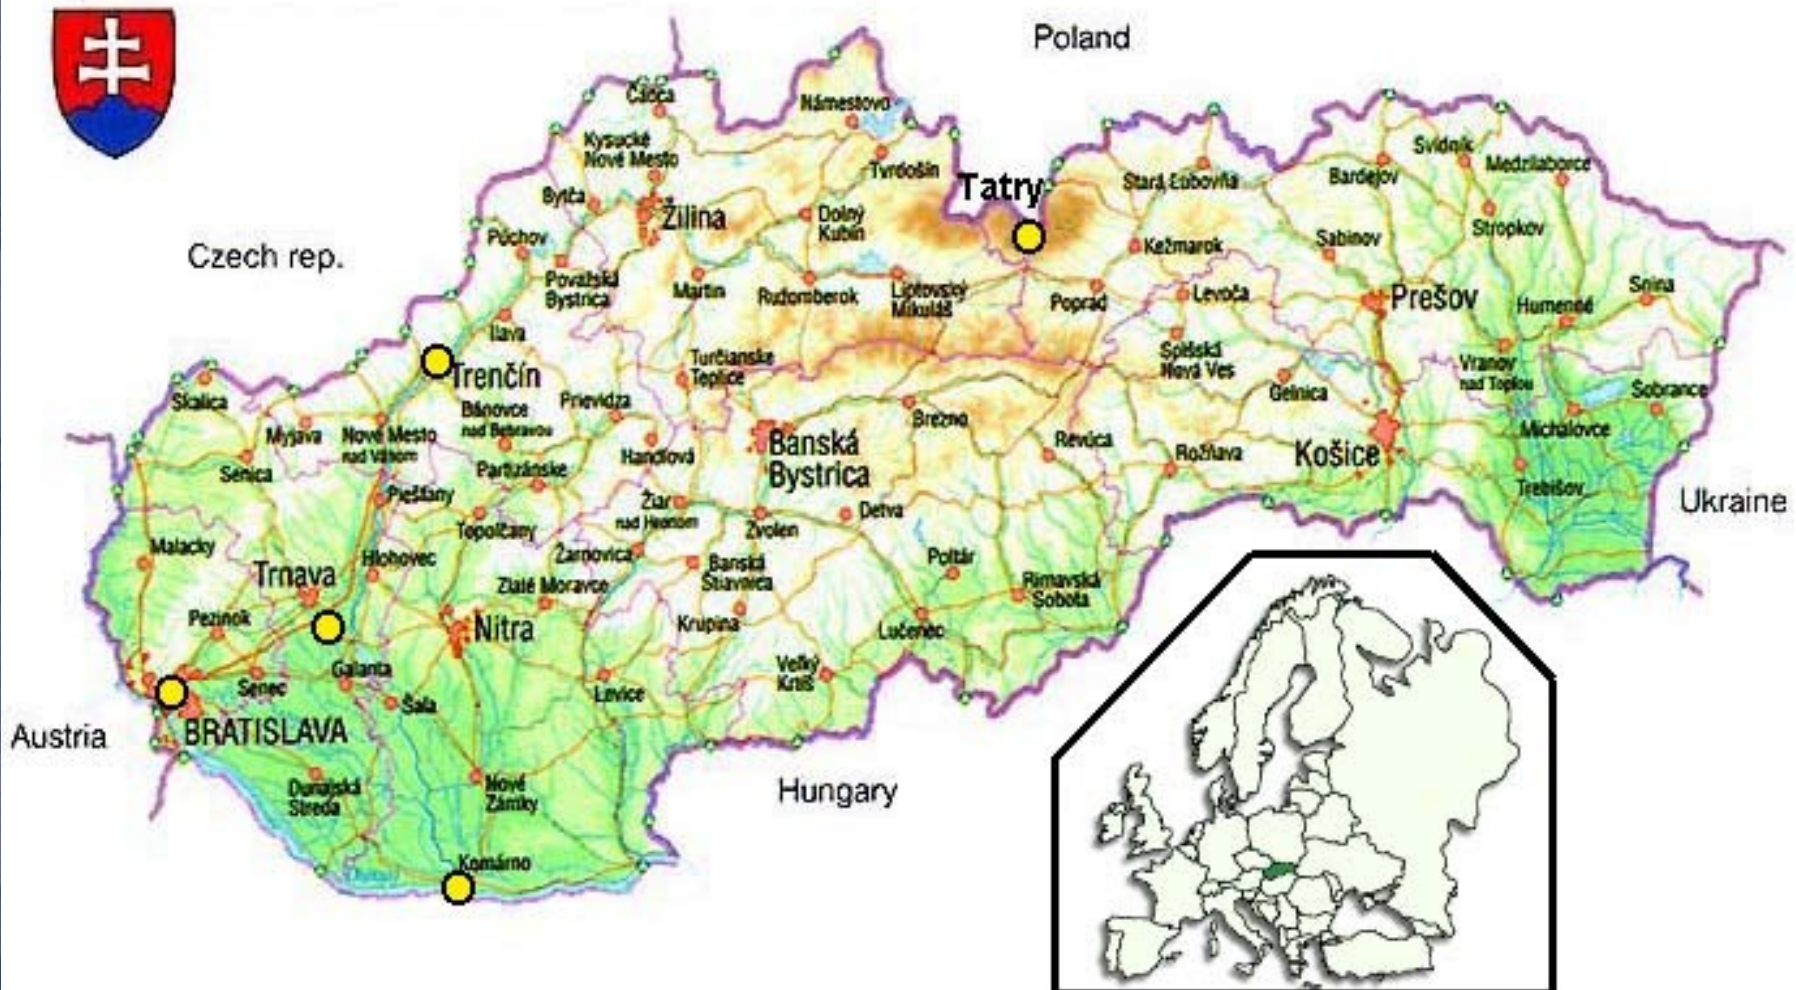 Poland
Čadca
Námestovo
Kysucké
Nové Mesto
Tvrdošín
Svidník
Medzilaborce
Bardejov
Stará Ľubovňa
Tatry
Bytča
Žilina
Dolný
Kubín
Stropkov
Púchov
Sabinov
Kežmarok
Czech rep.
Považská
Bystrica
Martin
Ružomberok
Liptovský
Mikuláš
Poprad
Levoča
Prešov
Humenné
Snina
Ilava
Turčianske
Teplice
Spišská
Nová Ves
Vranov
nad Topľou
Trenčín
Gelnica
Sobrance
Skalica
Bánovce
nad Bebravou
Prievidza
Brezno
Myjava
Nové Mesto
nad Váhom
Handlová
Banská
Bystrica
Revúca
Rožňava
Košice
Michalovce
Senica
Partizánske
Trebišov
Piešťany
Žiar
nad Hronom
Detva
Ukraine
Topoľčany
Zvolen
Malacky
Hlohovec
Žarnovica
Banská
Štiavnica
Poltár
Trnava
Zlaté Moravce
Rimavská
Sobota
Pezinok
Nitra
Krupina
Lučenec
Galanta
Senec
Veľký
Krtíš
Levice
Šala
Austria
BRATISLAVA
Dunajská
Streda
Nové
Zámky
Hungary
Komárno
Dunaj